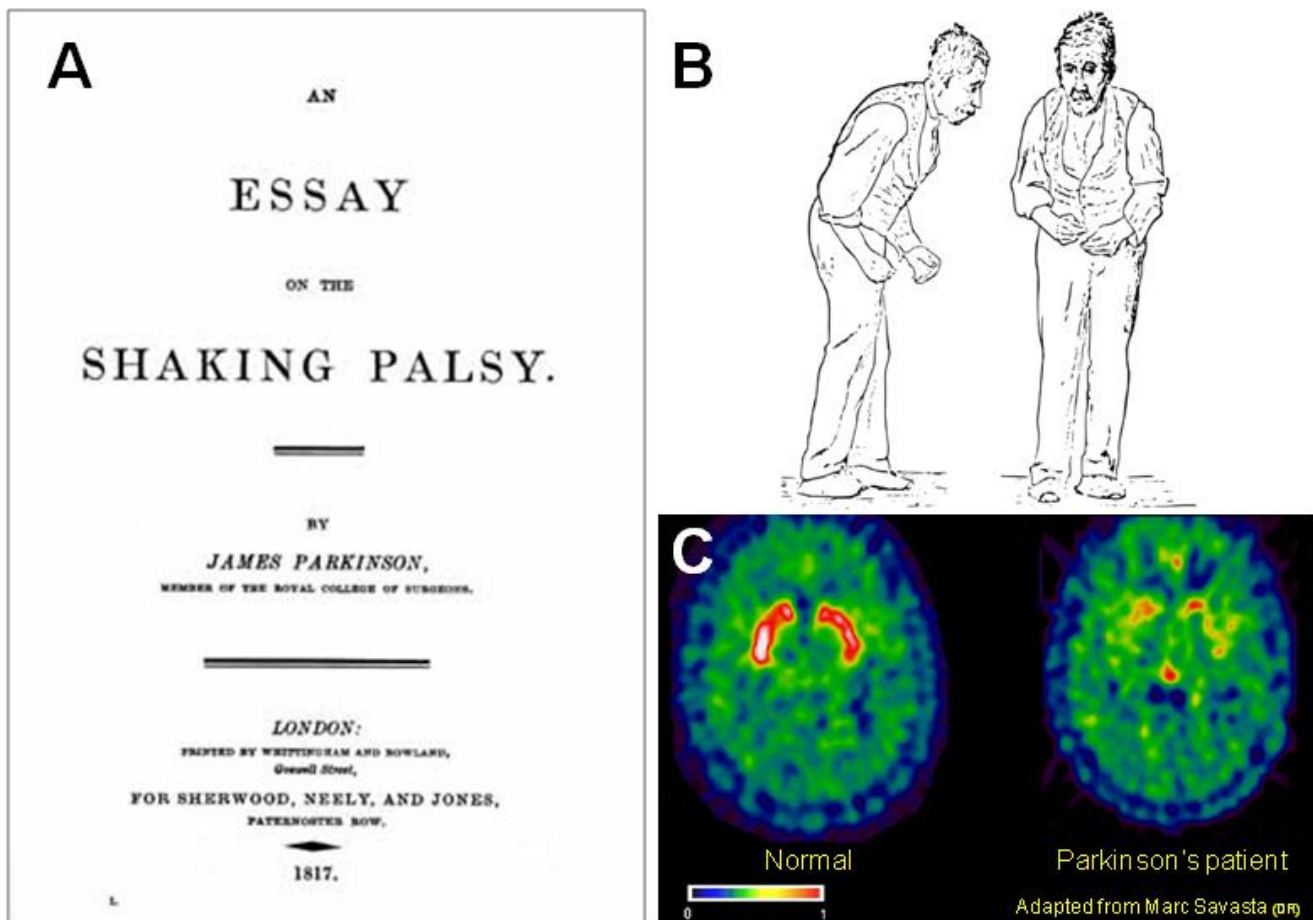 A
AN
ESSAY
ON THE
SHAKING PALSY.
BY
JAMES PARKINSON,
MEMBER OF THE ROYAL COLLEGE OF SURGEONS.
LONDON:
PRINTED BY WHITTINGHAM AND ROWLAND,
Goswell Street,
FOR SHERWOOD, NEELY, AND JONES,
PATERNOSTER ROW.
1817.
B
C
Normal
Parkinson's patient
0 1
Adapted from Marc Savasta (DR)